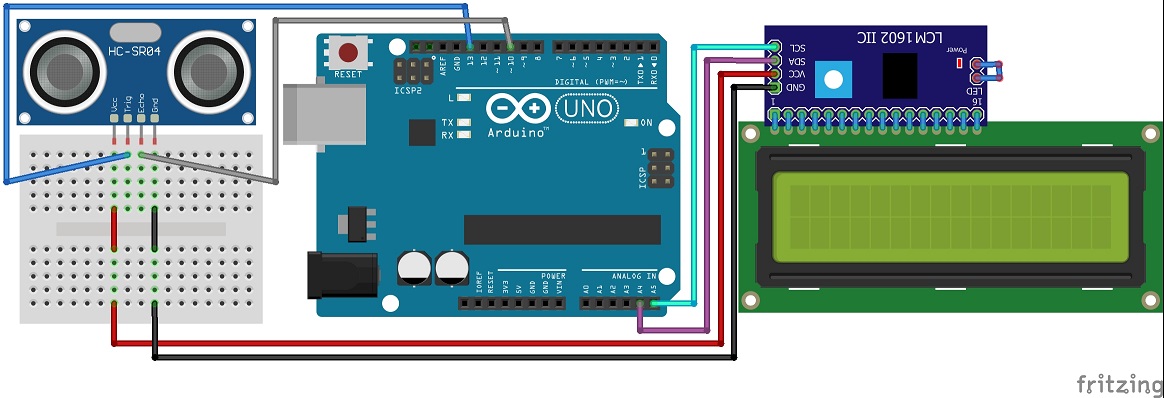 HC-SR04
Vcc
Trig
Echo
Gnd
RESET
ICSP2
AREF
GND
13
12
~11
~10
~9
8
7
~6
~5
4
~3
2
TXD→1
RXD←0
DIGITAL (PWM=~)
L
TX
RX
UNO
Arduino™
ON
1
ICSP
IOREF
RESET
3V3
5V
GND
GND
VIN
POWER
A0
A1
A2
A3
A4
A5
ANALOG IN
LCM 1602 IIC
SCL
SDA
VCC
GND
Power
LED
1
16
fritzing